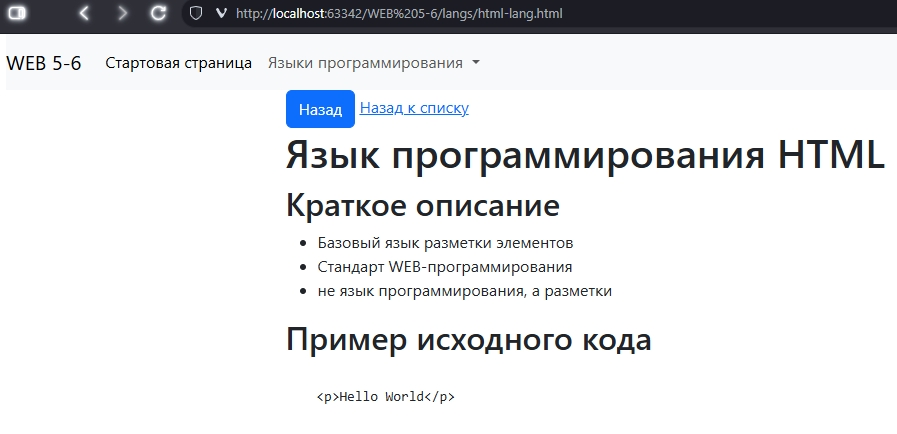 http://localhost:63342/WEB%205-6/langs/html-lang.html
WEB 5-6 Стартовая страница Языки программирования
Назад Назад к списку
Язык программирования HTML
Краткое описание
Базовый язык разметки элементов
Стандарт WEB-программирования
не язык программирования, а разметки
Пример исходного кода
<p>Hello World</p>